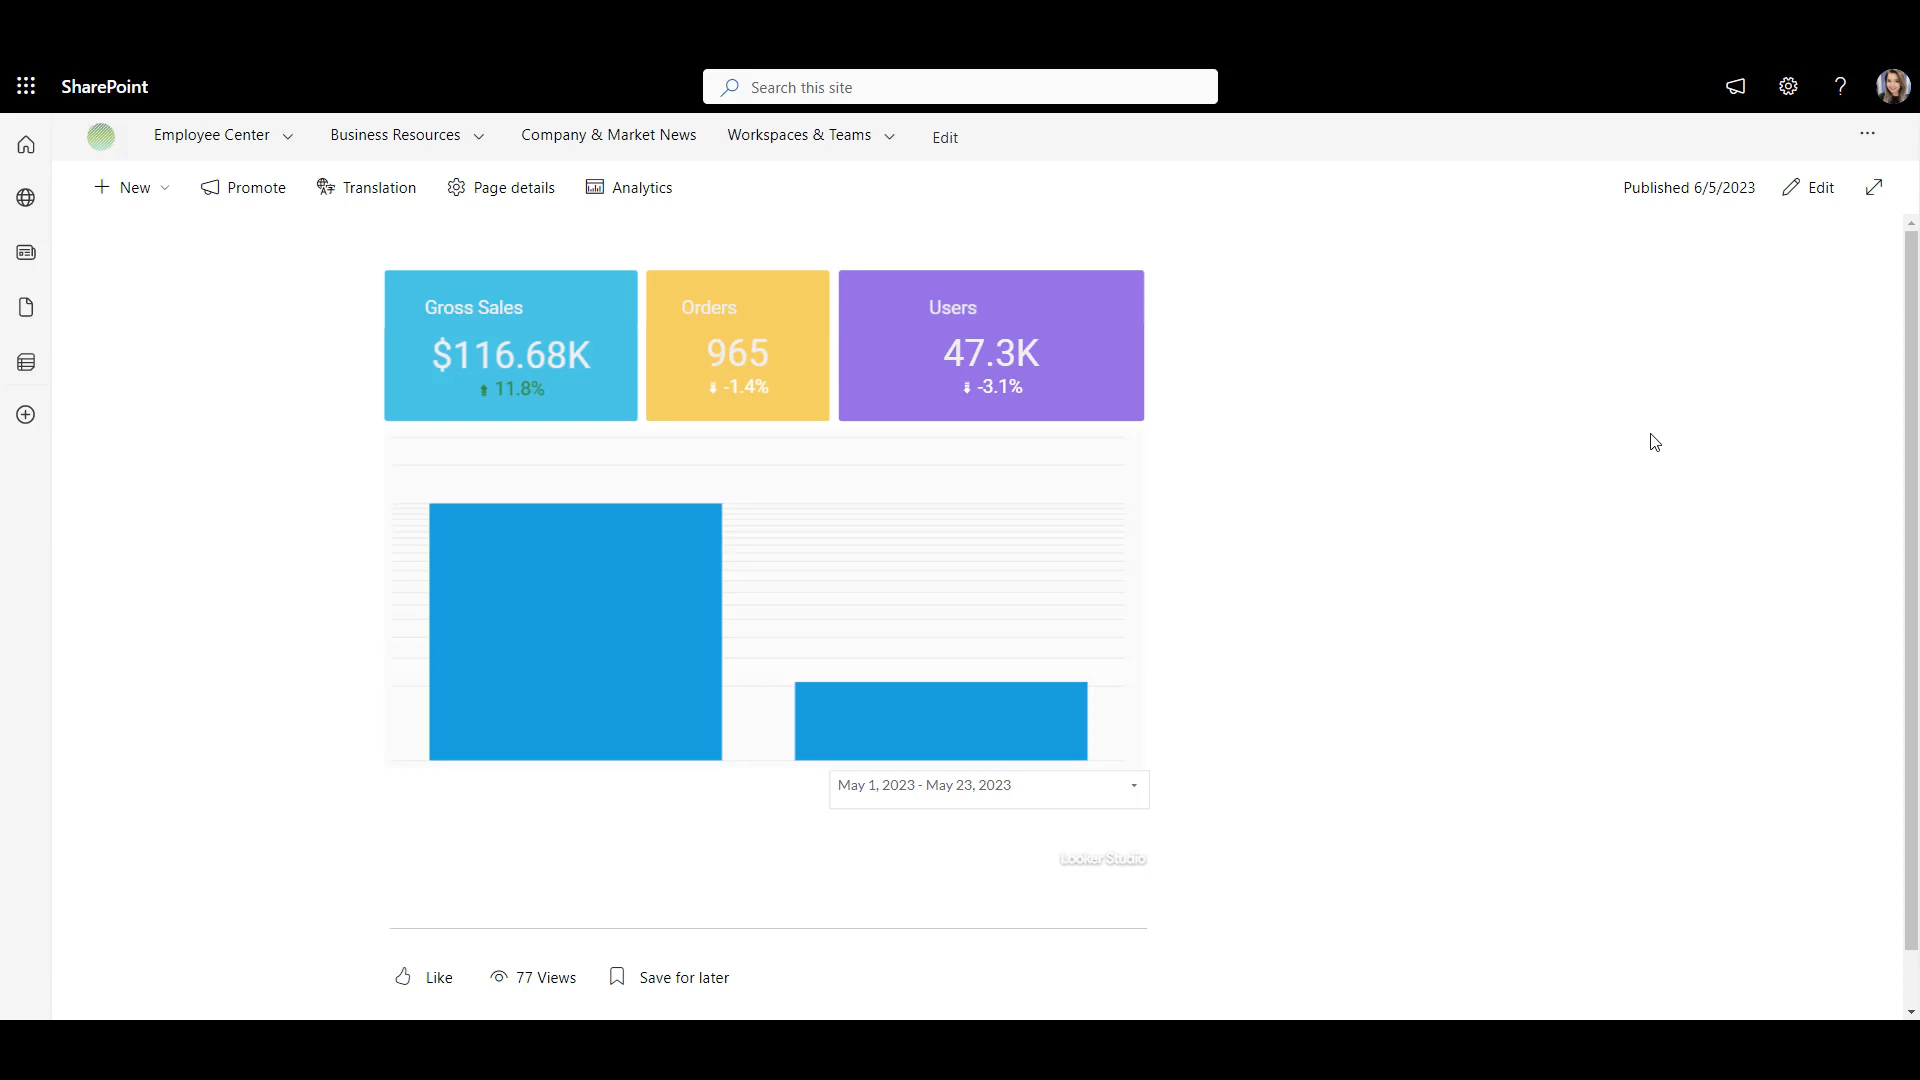 SharePoint
Search this site
?
Employee Center
Business Resources
Company & Market News
Workspaces & Teams
Edit
New
Promote
Translation
Page details
Analytics
Published 6/5/2023
Edit
Gross Sales
$116.68K
11.8%
Orders
965
-1.4%
Users
47.3K
-3.1%
May 1, 2023 - May 23, 2023
Looker Studio
Like
77 Views
Save for later